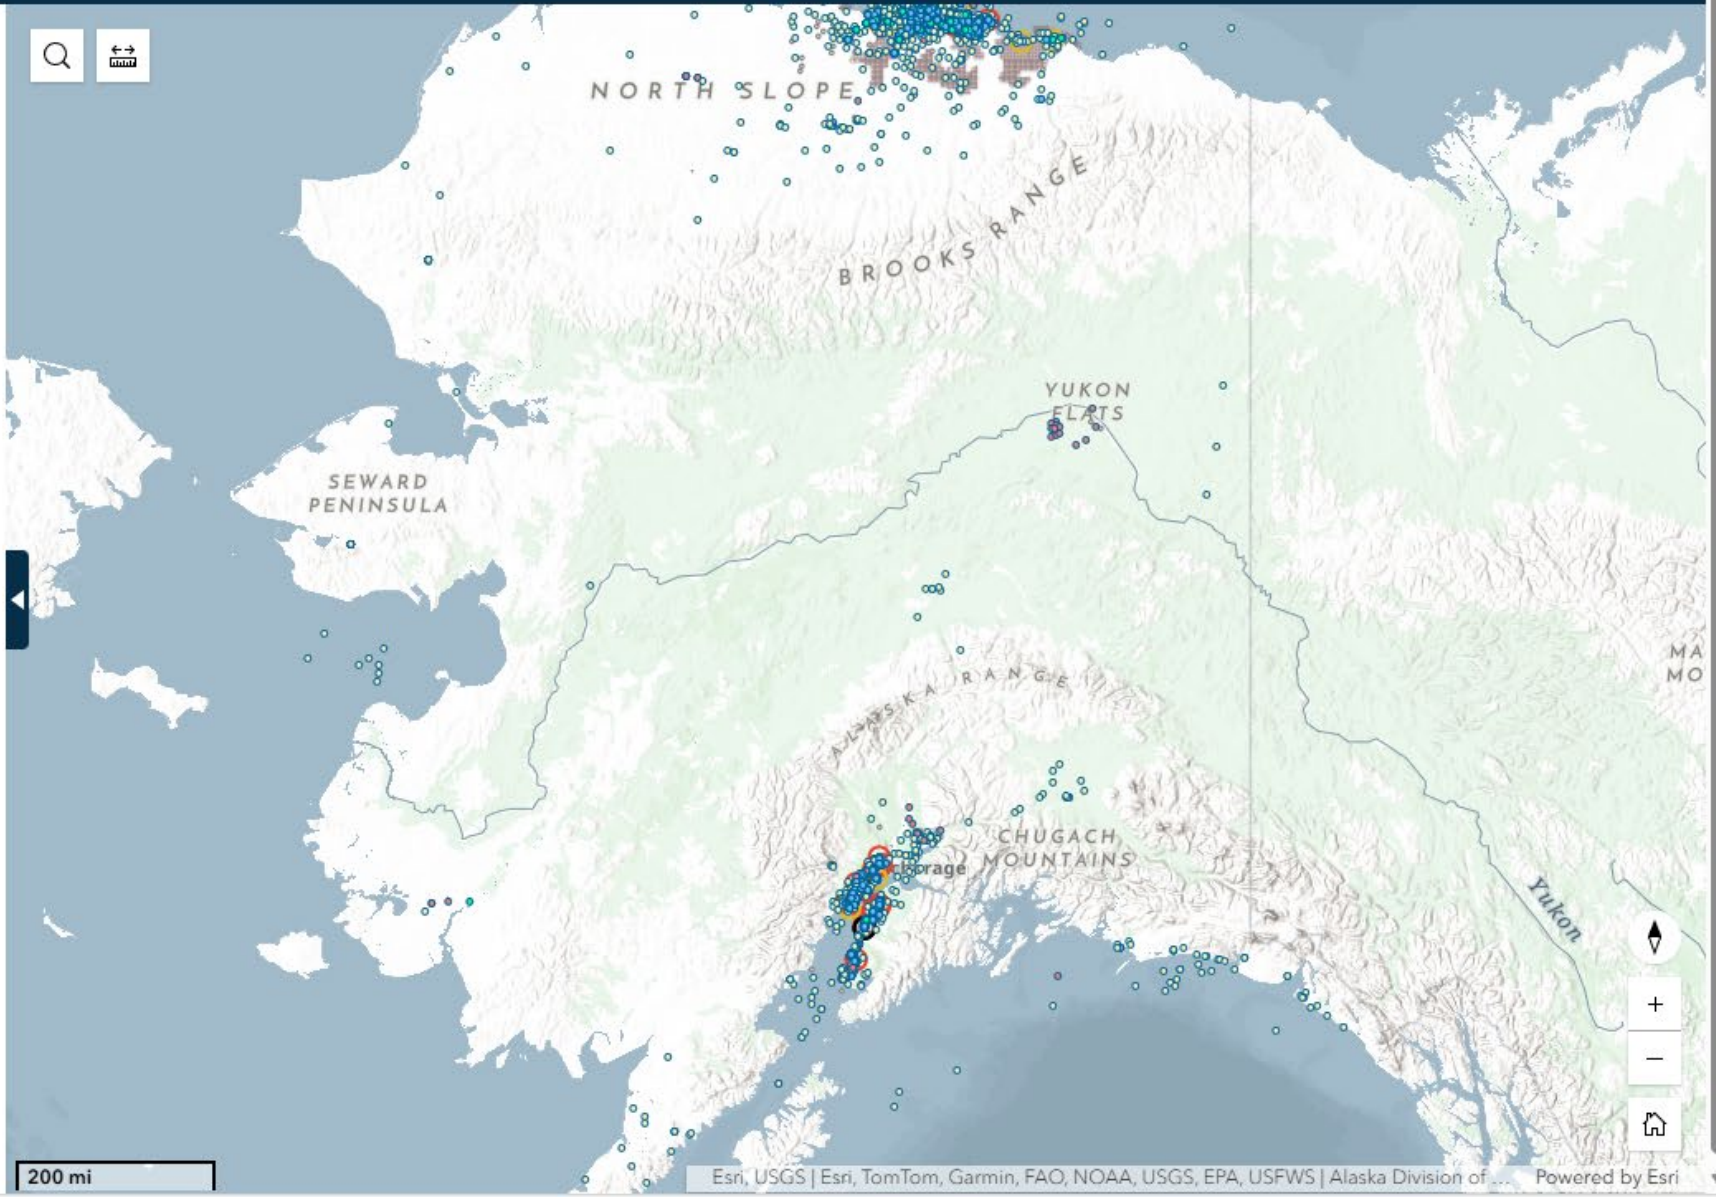 NORTH SLOPE
BROOKS RANGE
YUKON
FLATS
SEWARD
PENINSULA
MA
MO
ALASKA RANGE
CHUGACH
MOUNTAINS
chorage
Yukon
200 mi
Esri, USGS | Esri, TomTom, Garmin, FAO, NOAA, USGS, EPA, USFWS | Alaska Division of ... Powered by Esri